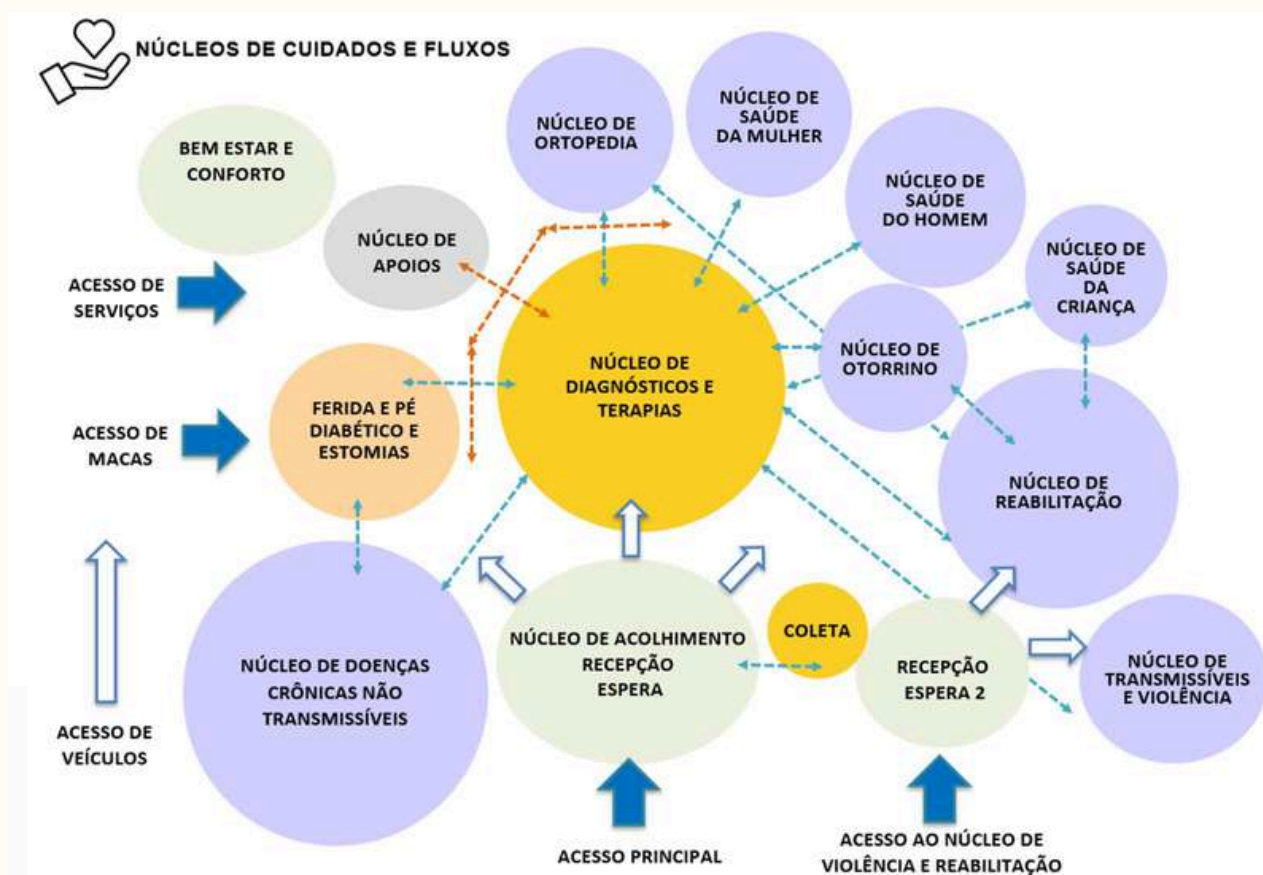 NÚCLEOS DE CUIDADOS E FLUXOS
BEM ESTAR E
CONFORTO
NÚCLEO DE
ORTOPEDIA
NÚCLEO DE
SAÚDE
DA MULHER
NÚCLEO DE
SAÚDE
DO HOMEM
NÚCLEO DE
APOIOS
NÚCLEO DE
SAÚDE
DA
CRIANÇA
ACESSO DE
SERVIÇOS
NÚCLEO DE
DIAGNÓSTICOS E
TERAPIAS
NÚCLEO DE
OTORRINO
FERIDA E PÉ
DIABÉTICO E
ESTOMIAS
ACESSO DE
MACAS
NÚCLEO DE
REABILITAÇÃO
NÚCLEO DE DOENÇAS
CRÔNICAS NÃO
TRANSMISSÍVEIS
NÚCLEO DE ACOLHIMENTO
RECEPÇÃO
ESPERA
COLETA
RECEPÇÃO
ESPERA 2
NÚCLEO DE
TRANSMISSÍVEIS
E VIOLÊNCIA
ACESSO DE
VEÍCULOS
ACESSO PRINCIPAL
ACESSO AO NÚCLEO DE
VIOLÊNCIA E REABILITAÇÃO